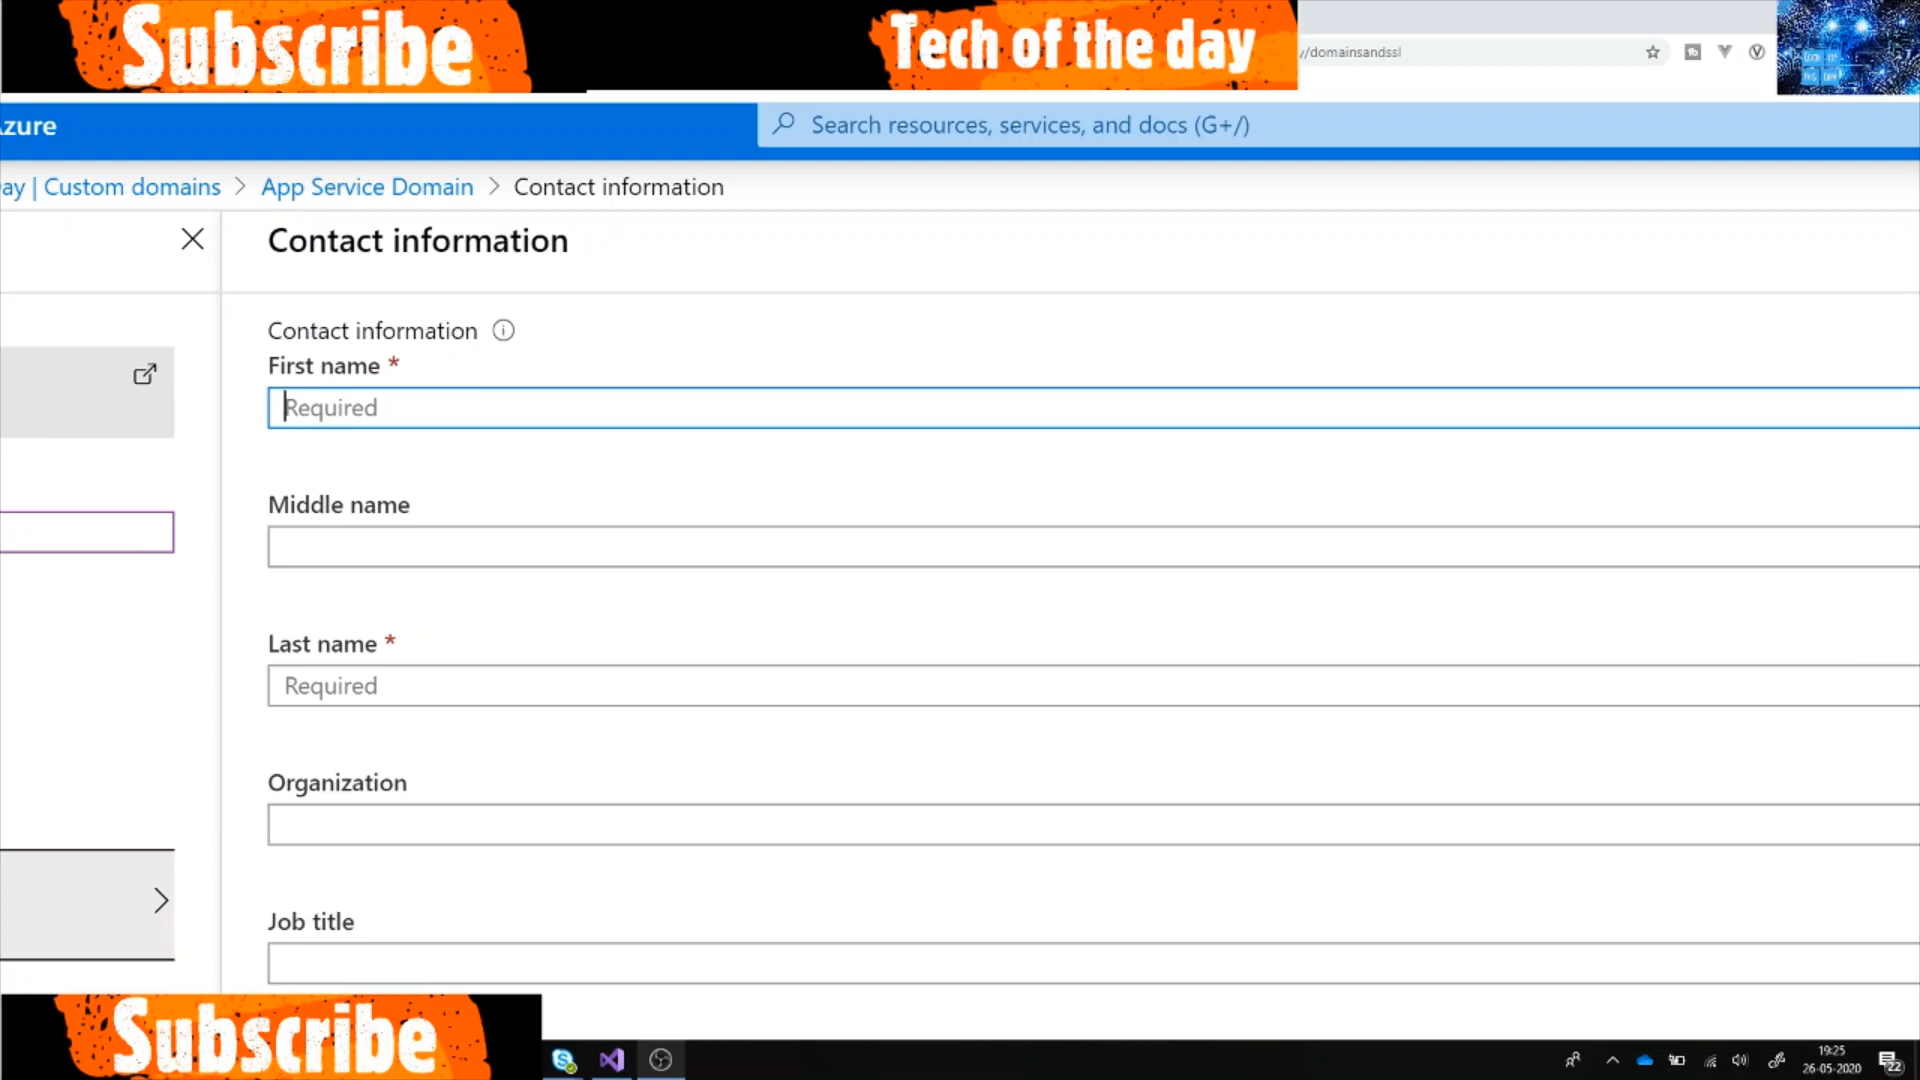 Subscribe
Tech of the day
//domainsandssl
Azure
Search resources, services, and docs (G+/)
ay | Custom domains > App Service Domain > Contact information
Contact information
Contact information
First name *
Required
Middle name
Last name *
Required
Organization
Job title
Subscribe
19:25
26-05-2020
22